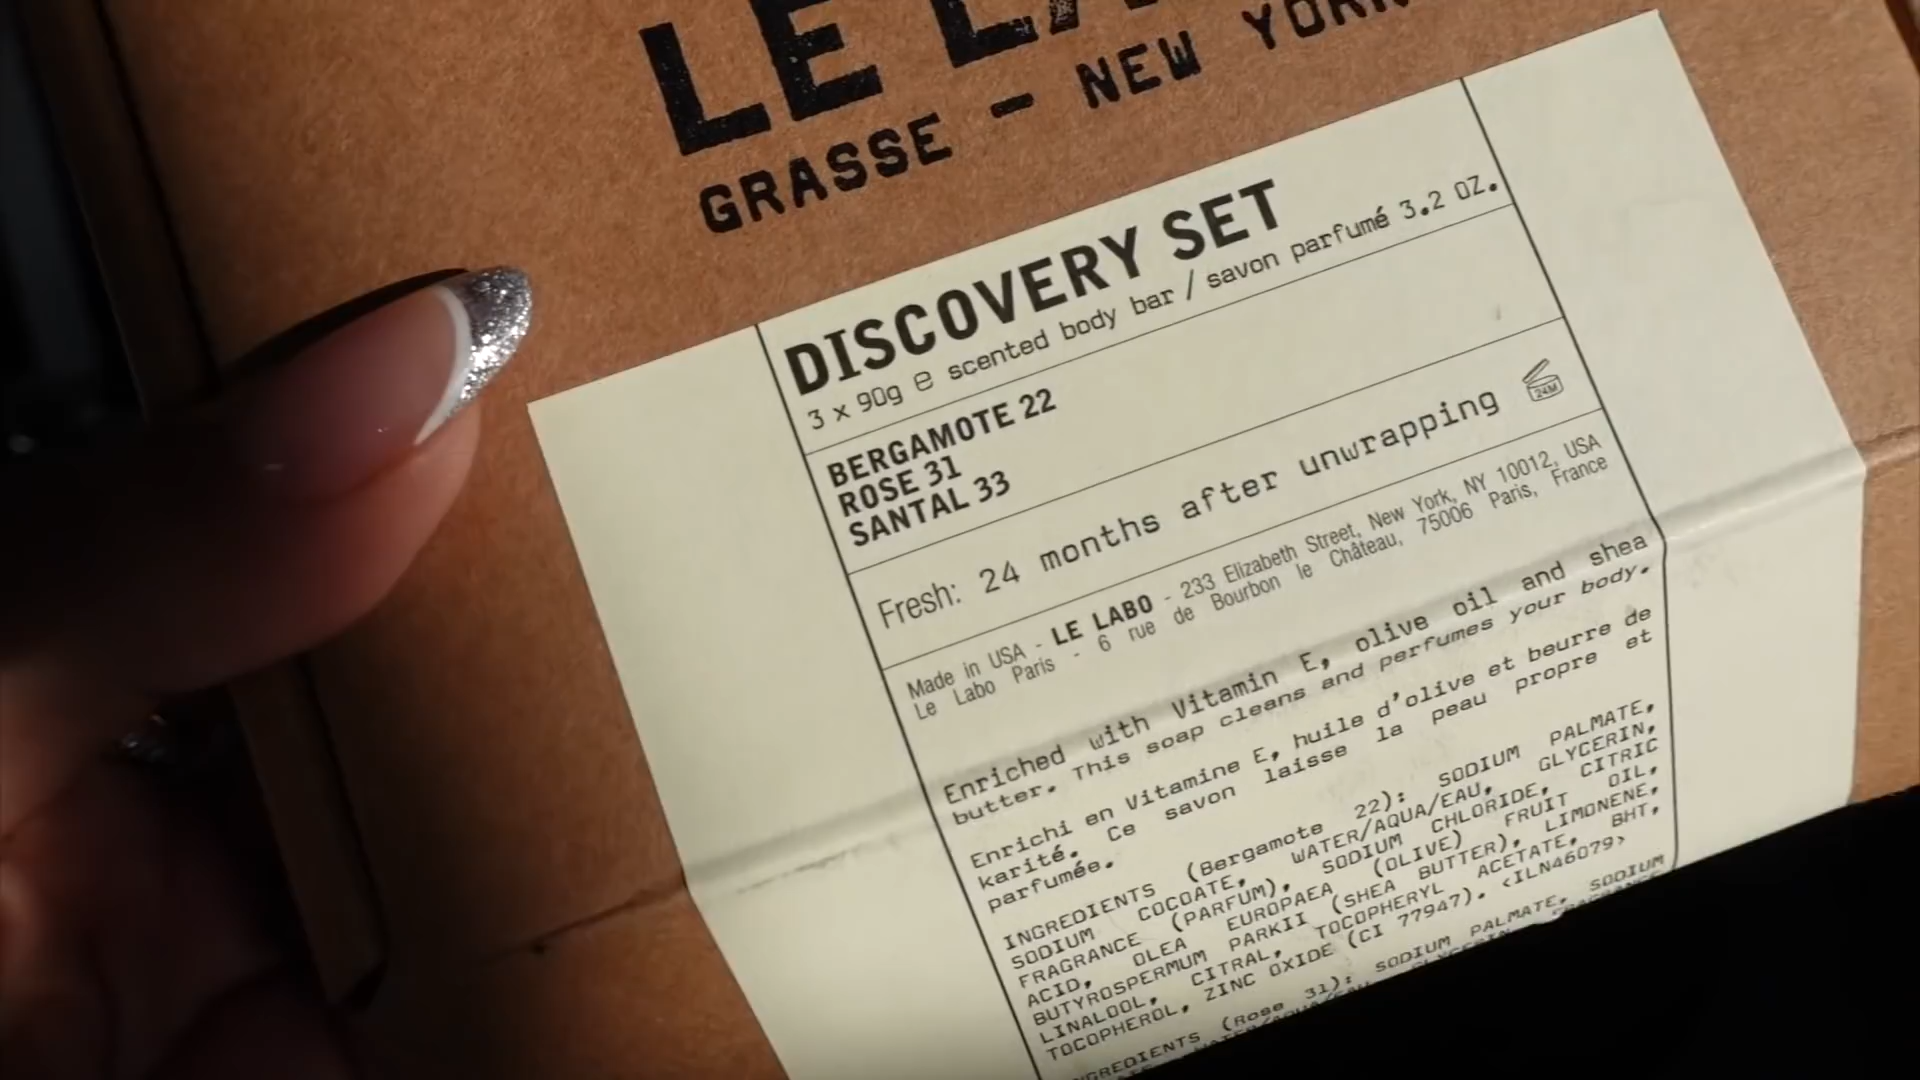 LE LA
GRASSE - NEW YORK
DISCOVERY SET
3 x 90g e scented body bar / savon parfumé 3.2 OZ.
BERGAMOTE 22
ROSE 31
SANTAL 33
Fresh: 24 months after unwrapping
24M
Made in USA - LE LABO - 233 Elizabeth Street, New York, NY 10012, USA
Le Labo Paris - 6 rue de Bourbon le Château, 75006 Paris, France
Enriched with Vitamin E, olive oil and shea
butter. This soap cleans and perfumes your body.
Enrichi en Vitamine E, huile d'olive et beurre de
karité. Ce savon laisse la peau propre et
parfumée.
INGREDIENTS (Bergamote 22): SODIUM PALMATE,
SODIUM COCOATE, WATER/AQUA/EAU, GLYCERIN,
FRAGRANCE (PARFUM), SODIUM CHLORIDE, CITRIC
ACID, OLEA EUROPAEA (OLIVE) FRUIT OIL,
BUTYROSPERMUM PARKII (SHEA BUTTER), LIMONENE,
LINALOOL, CITRAL, TOCOPHERYL ACETATE, BHT,
TOCOPHEROL, ZINC OXIDE (CI 77947). <ILN46079>
INGREDIENTS (Rose 31): SODIUM PALMATE, SODIUM